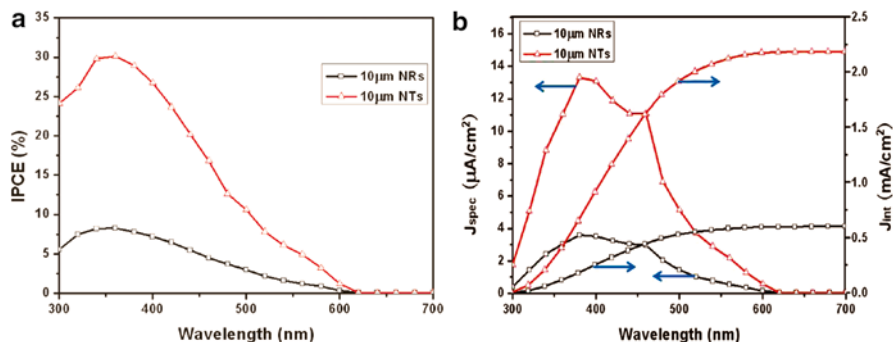 a
IPCE (%)
35
30
25
20
15
10
5
0
10μm NRs
10μm NTs
300 400 500 600 700
Wavelength (nm)
b
Jspec (μA/cm²)
16
14
12
10
8
6
4
2
0
10μm NRs
10μm NTs
2.5
2.0
1.5
1.0
0.5
0.0
Jint (mA/cm²)
300 400 500 600 700
Wavelength (nm)